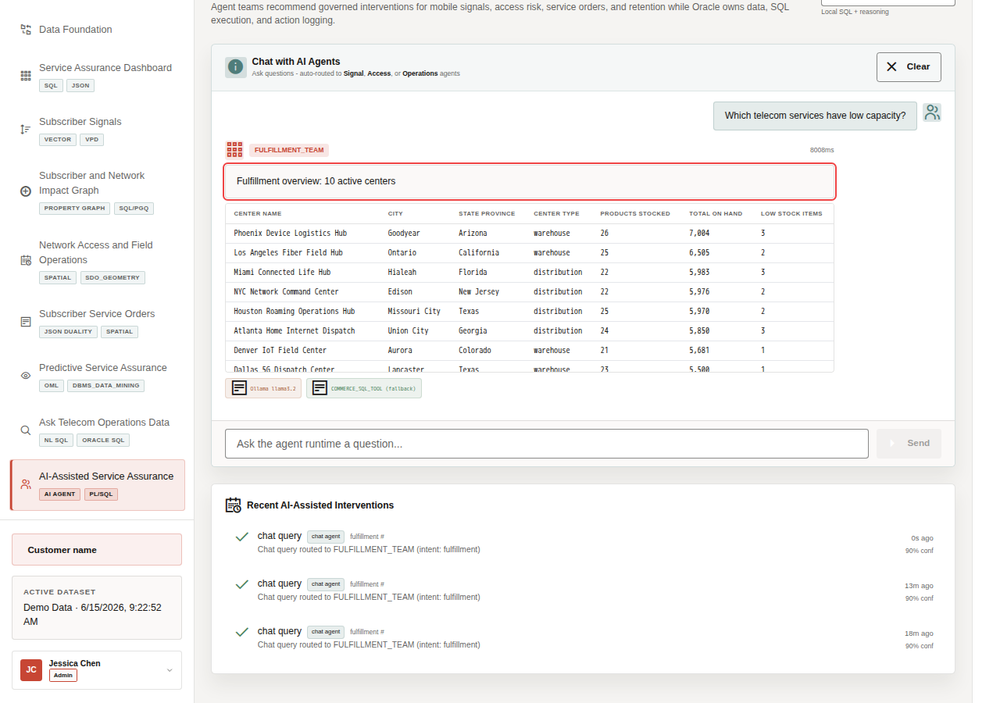 Data Foundation
Service Assurance Dashboard
SQL JSON
Subscriber Signals
VECTOR VPD
Subscriber and Network
Impact Graph
PROPERTY GRAPH SQL/PGQ
Network Access and Field
Operations
SPATIAL SDO_GEOMETRY
Subscriber Service Orders
JSON DUALITY SPATIAL
Predictive Service Assurance
OML DBMS_DATA_MINING
Ask Telecom Operations Data
NL SQL ORACLE SQL
AI-Assisted Service Assurance
AI AGENT PL/SQL
Customer name
ACTIVE DATASET
Demo Data · 6/15/2026, 9:22:52
AM
JC Jessica Chen
Admin
Agent teams recommend governed interventions for mobile signals, access risk, service orders, and retention while Oracle owns data, SQL
execution, and action logging.
Local SQL + reasoning
Chat with AI Agents
Ask questions - auto-routed to Signal, Access, or Operations agents
Clear
Which telecom services have low capacity?
FULFILLMENT_TEAM 8008ms
Fulfillment overview: 10 active centers
CENTER NAME CITY STATE PROVINCE CENTER TYPE PRODUCTS STOCKED TOTAL ON HAND LOW STOCK ITEMS
Phoenix Device Logistics Hub Goodyear Arizona warehouse 26 7,004 3
Los Angeles Fiber Field Hub Ontario California warehouse 25 6,505 2
Miami Connected Life Hub Hialeah Florida distribution 22 5,983 3
NYC Network Command Center Edison New Jersey distribution 22 5,976 2
Houston Roaming Operations Hub Missouri City Texas distribution 25 5,970 2
Atlanta Home Internet Dispatch Union City Georgia distribution 24 5,850 3
Denver IoT Field Center Aurora Colorado warehouse 21 5,681 1
Dallas 5G Dispatch Center Lancaster Texas warehouse 23 5,500 1
Ollama llama3.2 COMMERCE_SQL_TOOL (fallback)
Ask the agent runtime a question...
Send
Recent AI-Assisted Interventions
chat query chat agent fulfillment # 0s ago
Chat query routed to FULFILLMENT_TEAM (intent: fulfillment) 90% conf
chat query chat agent fulfillment # 13m ago
Chat query routed to FULFILLMENT_TEAM (intent: fulfillment) 90% conf
chat query chat agent fulfillment # 18m ago
Chat query routed to FULFILLMENT_TEAM (intent: fulfillment) 90% conf